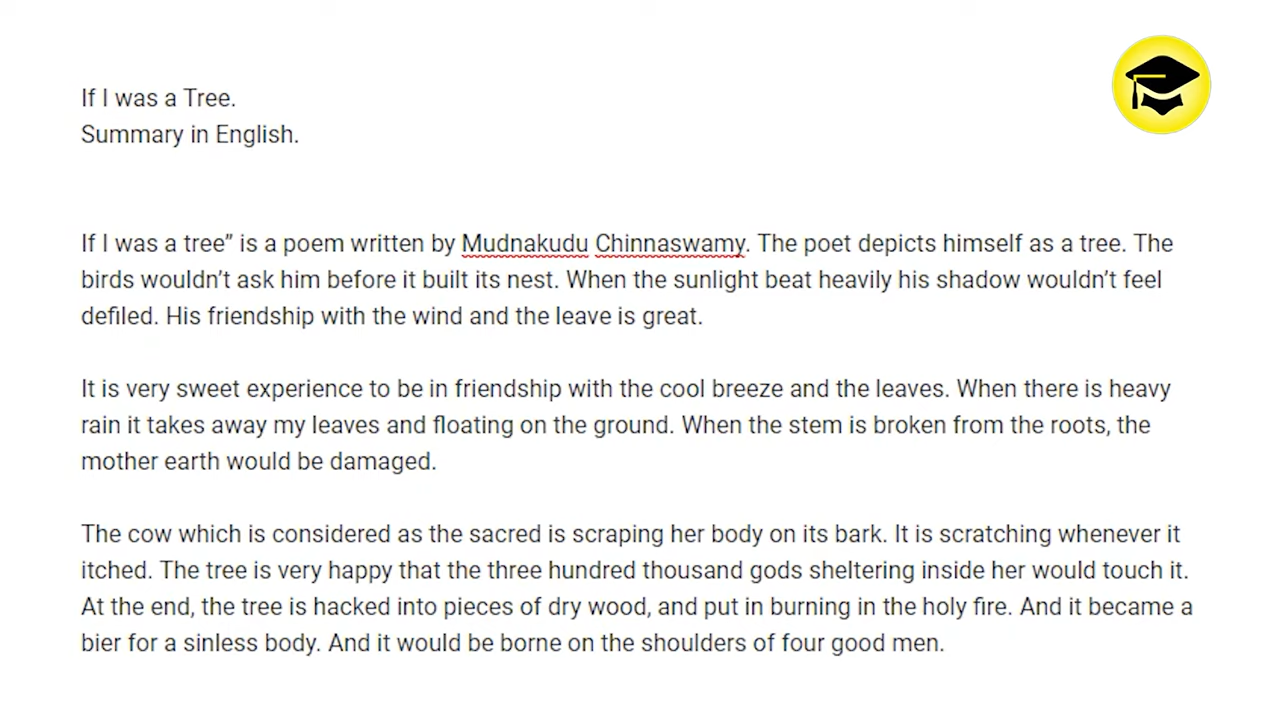 If I was a Tree.
Summary in English.
If I was a tree” is a poem written by Mudnakudu Chinnaswamy. The poet depicts himself as a tree. The
birds wouldn’t ask him before it built its nest. When the sunlight beat heavily his shadow wouldn’t feel
defiled. His friendship with the wind and the leave is great.
It is very sweet experience to be in friendship with the cool breeze and the leaves. When there is heavy
rain it takes away my leaves and floating on the ground. When the stem is broken from the roots, the
mother earth would be damaged.
The cow which is considered as the sacred is scraping her body on its bark. It is scratching whenever it
itched. The tree is very happy that the three hundred thousand gods sheltering inside her would touch it.
At the end, the tree is hacked into pieces of dry wood, and put in burning in the holy fire. And it became a
bier for a sinless body. And it would be borne on the shoulders of four good men.